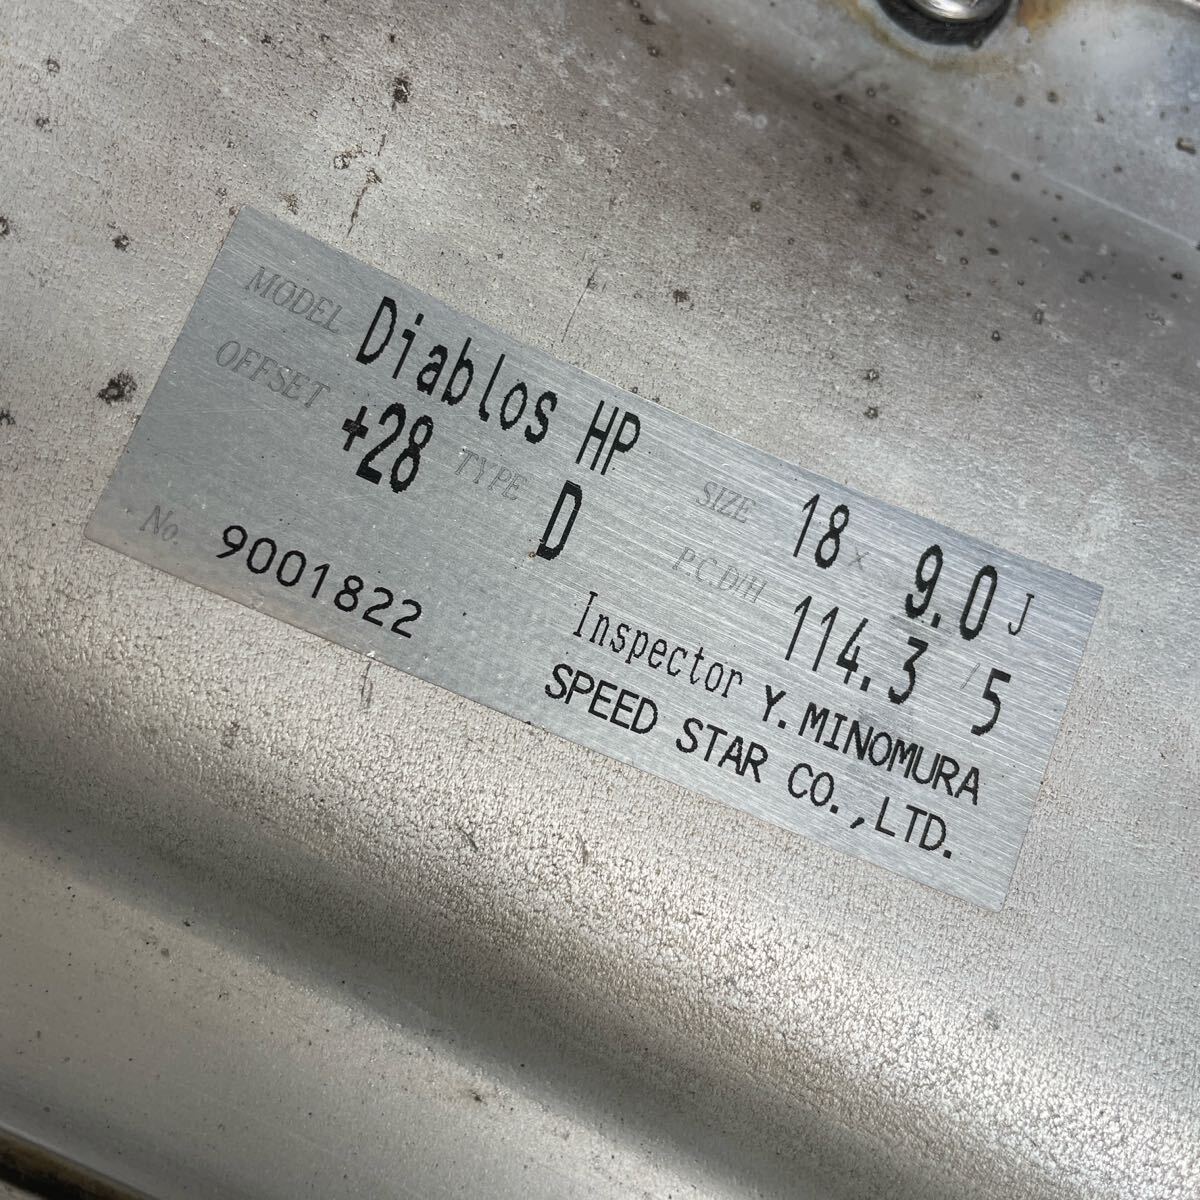 MODEL Diablos HP SIZE 18 x 9.0 J
OFFSET +28 TYPE D P.C.D/H 114.3 / 5
No. 9001822 Inspector Y. MINOMURA
SPEED STAR CO.,LTD.